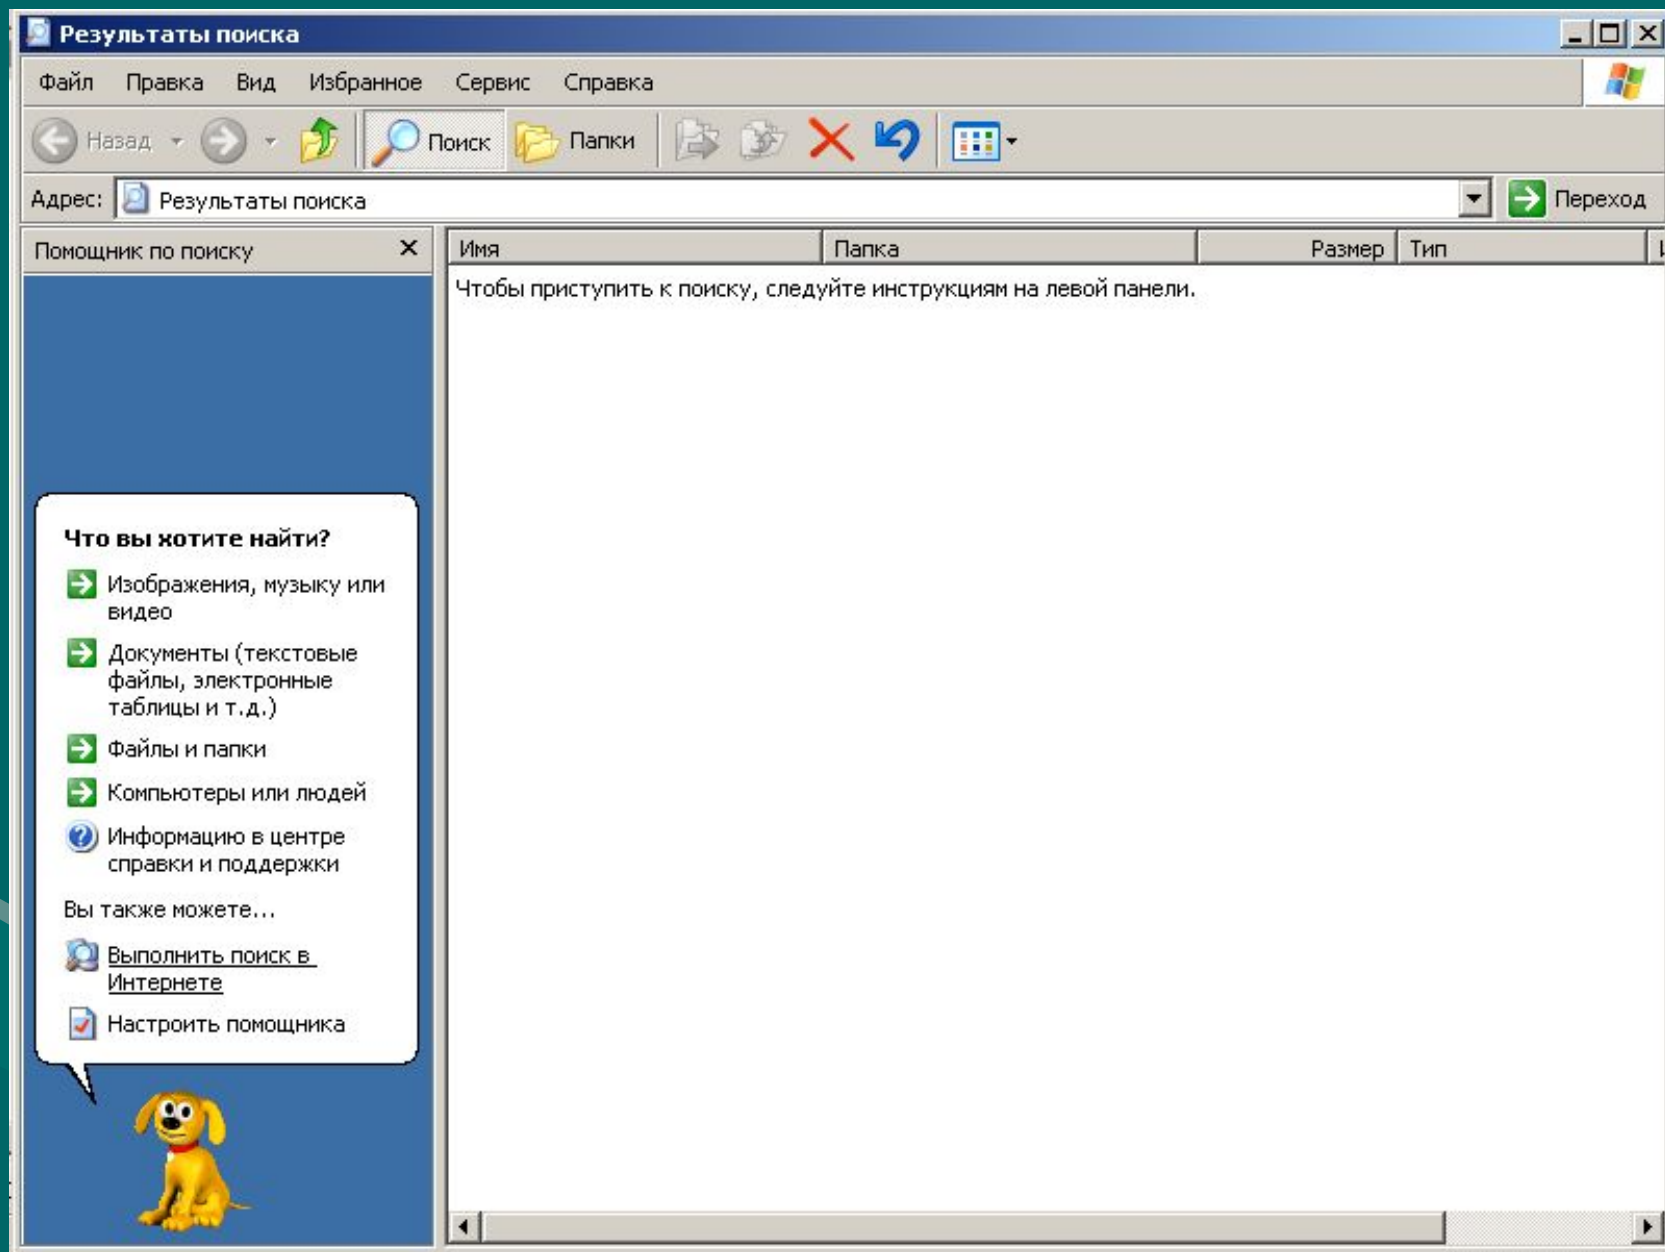 Результаты поиска
Файл Правка Вид Избранное Сервис Справка
Назад Поиск Папки
Адрес: Результаты поиска Переход
Помощник по поиску
Имя Папка Размер Тип
Чтобы приступить к поиску, следуйте инструкциям на левой панели.
Что вы хотите найти?
Изображения, музыку или
видео
Документы (текстовые
файлы, электронные
таблицы и т.д.)
Файлы и папки
Компьютеры или людей
Информацию в центре
справки и поддержки
Вы также можете...
Выполнить поиск в
Интернете
Настроить помощника